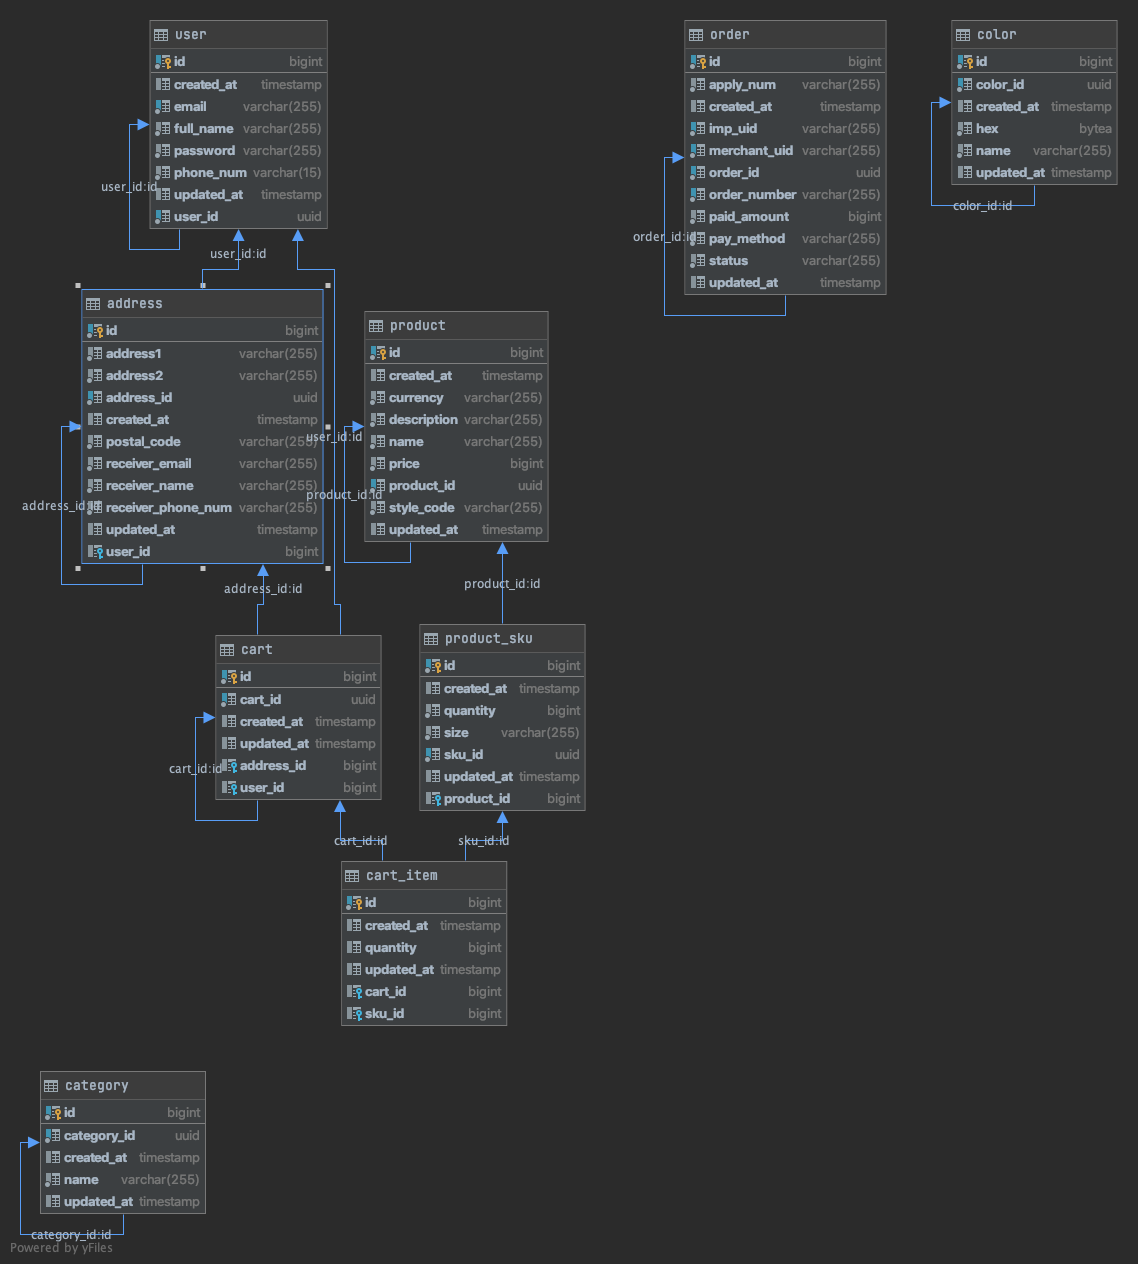 user
id bigint
created_at timestamp
email varchar(255)
full_name varchar(255)
password varchar(255)
phone_num varchar(15)
updated_at timestamp
user_id uuid
user_id:id
user_id:id
order
id bigint
apply_num varchar(255)
created_at timestamp
imp_uid varchar(255)
merchant_uid varchar(255)
order_id uuid
order_number varchar(255)
paid_amount bigint
pay_method varchar(255)
status varchar(255)
updated_at timestamp
order_id:id
color
id bigint
color_id uuid
created_at timestamp
hex bytea
name varchar(255)
updated_at timestamp
color_id:id
address
id bigint
address1 varchar(255)
address2 varchar(255)
address_id uuid
created_at timestamp
postal_code varchar(255)
receiver_email varchar(255)
receiver_name varchar(255)
receiver_phone_num varchar(255)
updated_at timestamp
user_id bigint
address_id:id
address_id:id
user_id:id
product
id bigint
created_at timestamp
currency varchar(255)
description varchar(255)
name varchar(255)
price bigint
product_id uuid
style_code varchar(255)
updated_at timestamp
product_id:id
product_id:id
cart
id bigint
cart_id uuid
created_at timestamp
updated_at timestamp
address_id bigint
user_id bigint
cart_id:id
product_sku
id bigint
created_at timestamp
quantity bigint
size varchar(255)
sku_id uuid
updated_at timestamp
product_id bigint
cart_id:id
sku_id:id
cart_item
id bigint
created_at timestamp
quantity bigint
updated_at timestamp
cart_id bigint
sku_id bigint
category
id bigint
category_id uuid
created_at timestamp
name varchar(255)
updated_at timestamp
category_id:id
Powered by yFiles